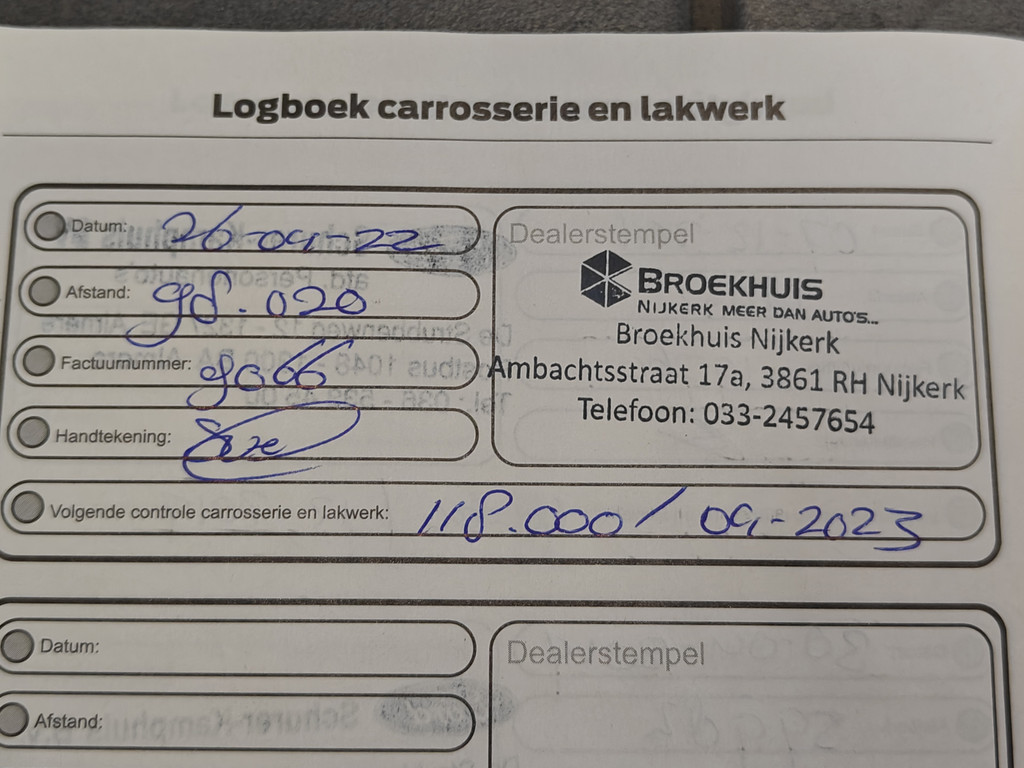 Logboek carrosserie en lakwerk
Datum: 26-04-22
Afstand: 98.020
Factuurnummer: 9066
Handtekening:
Dealerstempel
BROEKHUIS
NIJKERK MEER DAN AUTO'S...
Broekhuis Nijkerk
Ambachtsstraat 17a, 3861 RH Nijkerk
Telefoon: 033-2457654
Volgende controle carrosserie en lakwerk: 118.000/ 04-2023
Datum:
Afstand:
Dealerstempel